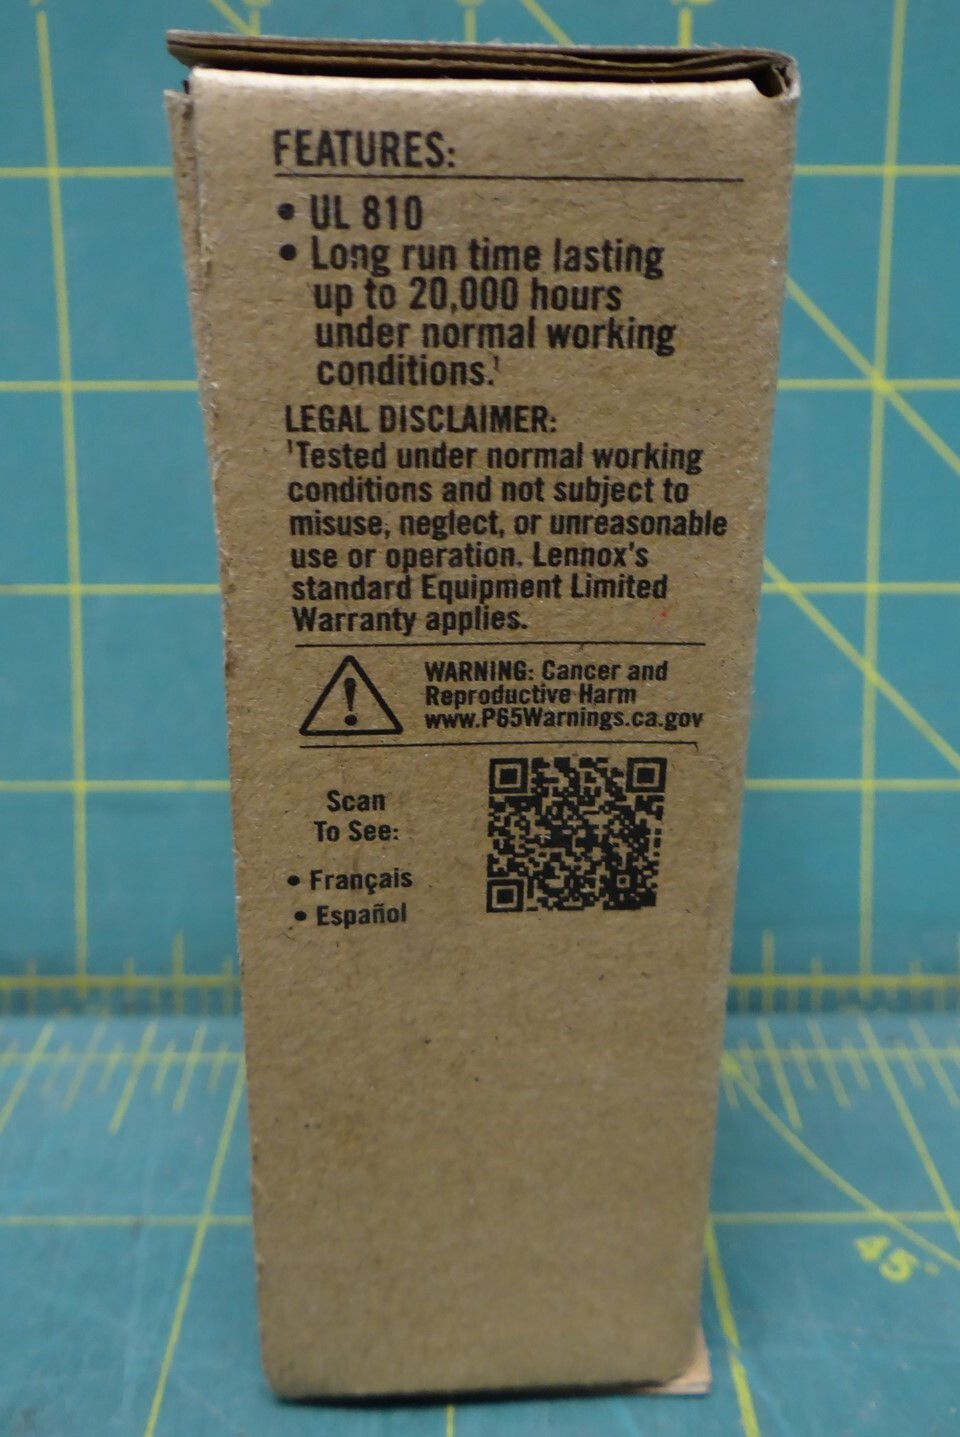 FEATURES:
• UL 810
• Long run time lasting
up to 20,000 hours
under normal working
conditions.¹
LEGAL DISCLAIMER:
¹Tested under normal working
conditions and not subject to
misuse, neglect, or unreasonable
use or operation. Lennox's
standard Equipment Limited
Warranty applies.
WARNING: Cancer and
Reproductive Harm
www.P65Warnings.ca.gov
Scan
To See:
• Français
• Español
45°